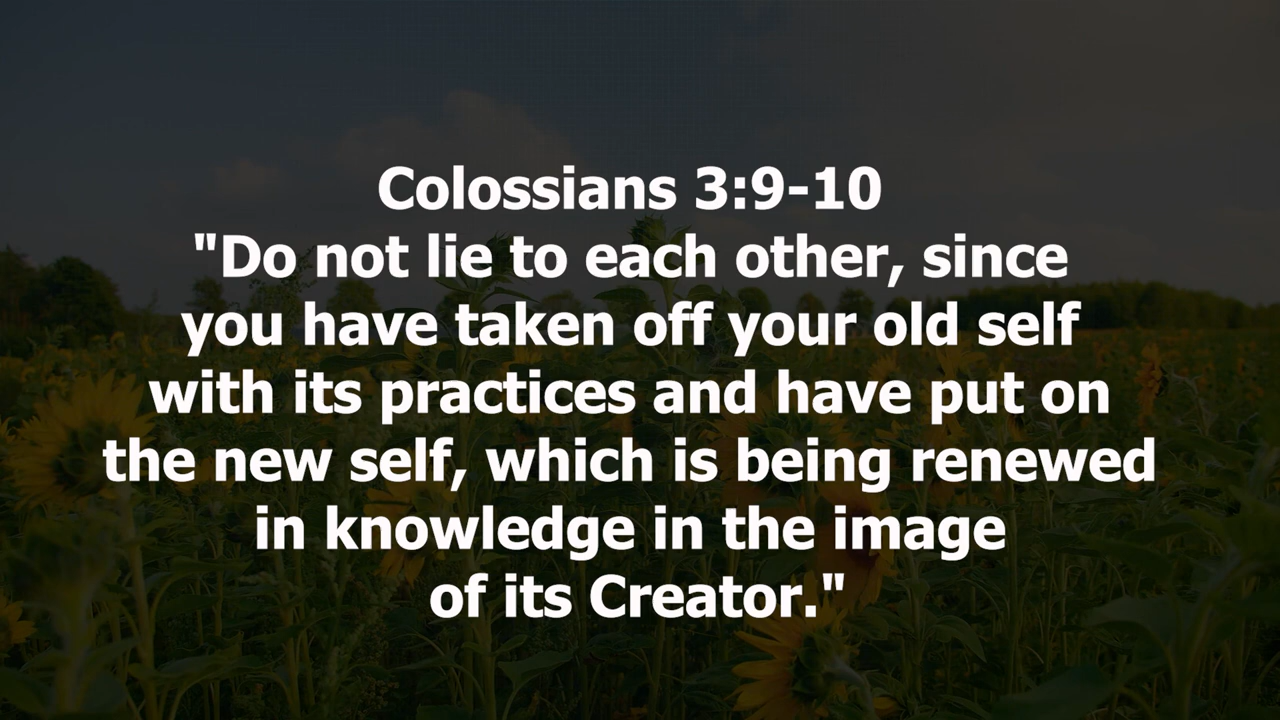 Colossians 3:9-10
"Do not lie to each other, since
you have taken off your old self
with its practices and have put on
the new self, which is being renewed
in knowledge in the image
of its Creator."